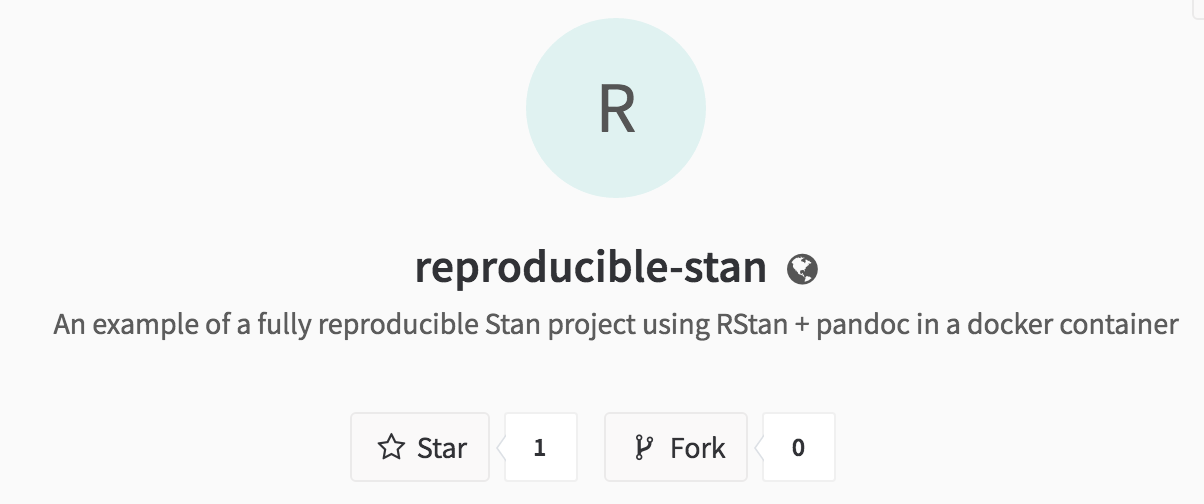 R
reproducible-stan
An example of a fully reproducible Stan project using RStan + pandoc in a docker container
Star 1 Fork 0